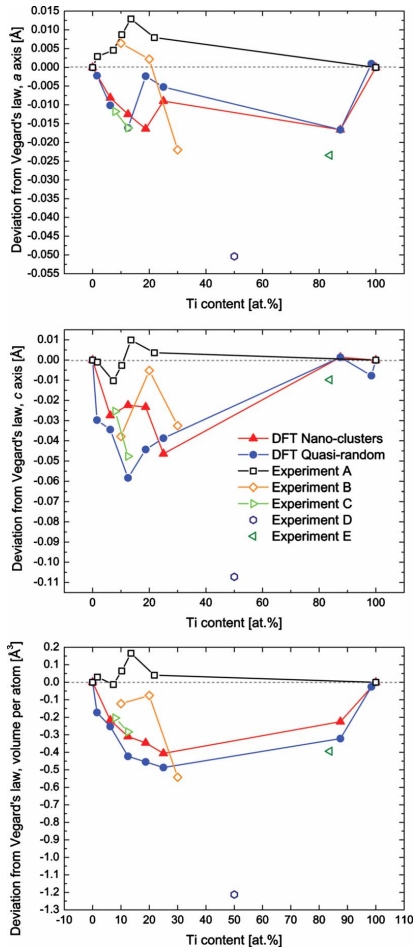 Deviation from Vegard's law, a axis [Å]
0.015
0.010
0.005
0.000
-0.005
-0.010
-0.015
-0.020
-0.025
-0.030
-0.035
-0.040
-0.045
-0.050
-0.055
0 20 40 60 80 100
Ti content [at.%]
Deviation from Vegard's law, c axis [Å]
0.01
0.00
-0.01
-0.02
-0.03
-0.04
-0.05
-0.06
-0.07
-0.08
-0.09
-0.10
-0.11
DFT Nano-clusters
DFT Quasi-random
Experiment A
Experiment B
Experiment C
Experiment D
Experiment E
0 20 40 60 80 100
Ti content [at.%]
Deviation from Vegard's law, volume per atom [Å³]
0.2
0.1
0.0
-0.1
-0.2
-0.3
-0.4
-0.5
-0.6
-0.7
-0.8
-0.9
-1.0
-1.1
-1.2
-1.3
-10 0 10 20 30 40 50 60 70 80 90 100 110
Ti content [at.%]